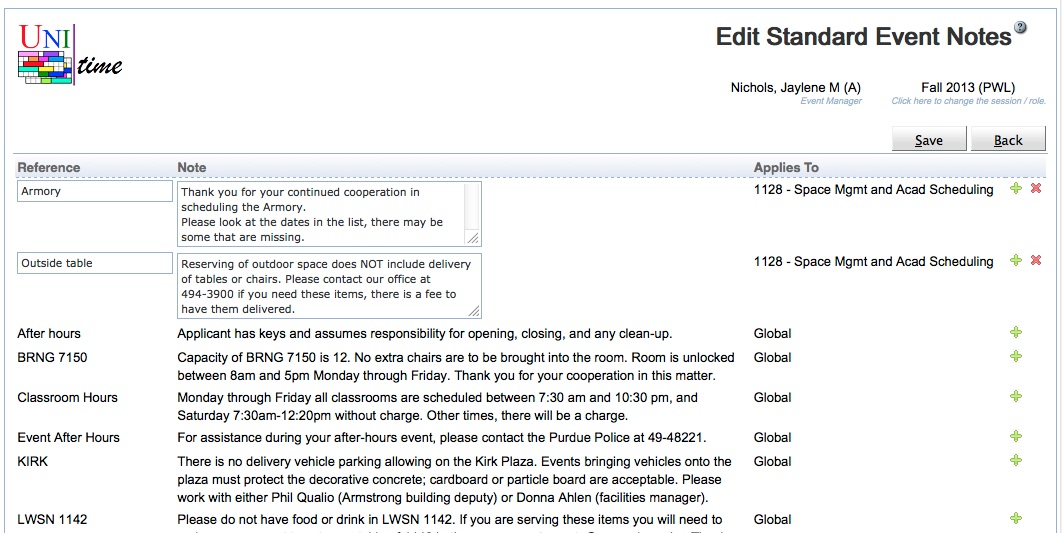 UNI time
Edit Standard Event Notes
Nichols, Jaylene M (A)
Fall 2013 (PWL)
Event Manager
Click here to change the session / role.
Save
Back
Reference
Note
Applies To
Armory
Thank you for your continued cooperation in
scheduling the Armory.
Please look at the dates in the list, there may be
some that are missing.
1128 - Space Mgmt and Acad Scheduling
Outside table
Reserving of outdoor space does NOT include delivery
of tables or chairs. Please contact our office at
494-3900 if you need these items, there is a fee to
have them delivered.
1128 - Space Mgmt and Acad Scheduling
After hours
Applicant has keys and assumes responsibility for opening, closing, and any clean-up.
Global
BRNG 7150
Capacity of BRNG 7150 is 12. No extra chairs are to be brought into the room. Room is unlocked
between 8am and 5pm Monday through Friday. Thank you for your cooperation in this matter.
Global
Classroom Hours
Monday through Friday all classrooms are scheduled between 7:30 am and 10:30 pm, and
Saturday 7:30am-12:20pm without charge. Other times, there will be a charge.
Global
Event After Hours
For assistance during your after-hours event, please contact the Purdue Police at 49-48221.
Global
KIRK
There is no delivery vehicle parking allowing on the Kirk Plaza. Events bringing vehicles onto the
plaza must protect the decorative concrete; cardboard or particle board are acceptable. Please
work with either Phil Qualio (Armstrong building deputy) or Donna Ahlen (facilities manager).
Global
LWSN 1142
Please do not have food or drink in LWSN 1142. If you are serving these items you will need to
Global